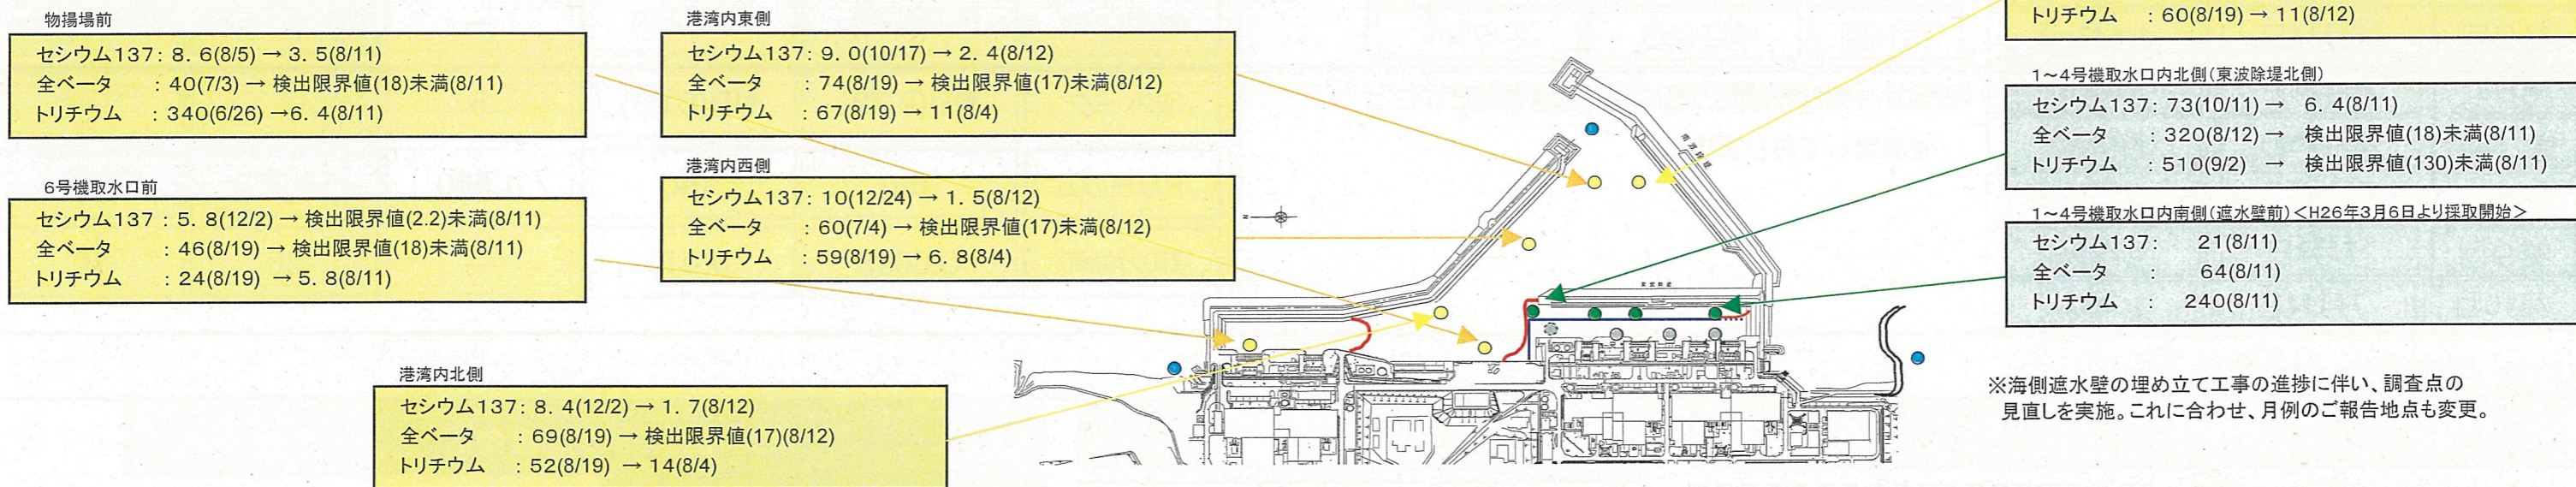 物揚場前
セシウム137: 8. 6(8/5) → 3. 5(8/11)
全ベータ : 40(7/3) → 検出限界値(18)未満(8/11)
トリチウム : 340(6/26) →6. 4(8/11)
6号機取水口前
セシウム137 : 5. 8(12/2) → 検出限界値(2.2)未満(8/11)
全ベータ : 46(8/19) → 検出限界値(18)未満(8/11)
トリチウム : 24(8/19) → 5. 8(8/11)
港湾内東側
セシウム137: 9. 0(10/17) → 2. 4(8/12)
全ベータ : 74(8/19) → 検出限界値(17)未満(8/12)
トリチウム : 67(8/19) → 11(8/4)
港湾内西側
セシウム137: 10(12/24) → 1. 5(8/12)
全ベータ : 60(7/4) → 検出限界値(17)未満(8/12)
トリチウム : 59(8/19) → 6. 8(8/4)
港湾内北側
セシウム137: 8. 4(12/2) → 1. 7(8/12)
全ベータ : 69(8/19) → 検出限界値(17)(8/12)
トリチウム : 52(8/19) → 14(8/4)
N
トリチウム : 60(8/19) → 11(8/12)
1~4号機取水口内北側(東波除堤北側)
セシウム137: 73(10/11) → 6. 4(8/11)
全ベータ : 320(8/12) → 検出限界値(18)未満(8/11)
トリチウム : 510(9/2) → 検出限界値(130)未満(8/11)
1~4号機取水口内南側(遮水壁前)<H26年3月6日より採取開始>
セシウム137: 21(8/11)
全ベータ : 64(8/11)
トリチウム : 240(8/11)
※海側遮水壁の埋め立て工事の進捗に伴い、調査点の
見直しを実施。これに合わせ、月例のご報告地点も変更。